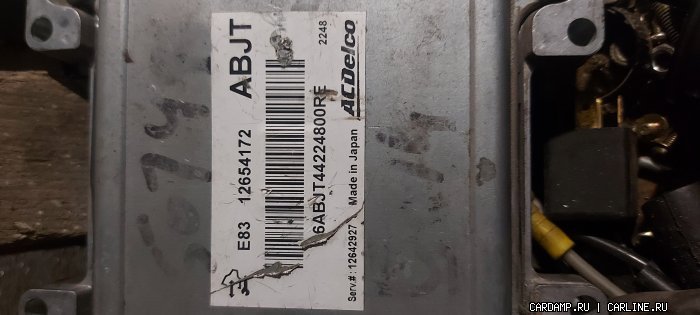 ABJT
E83 12654172
6ABJT44224800RE
ACDelco
2248
Made in Japan
Serv.#: 12642927
CARDAMP.RU | CARLINE.RU